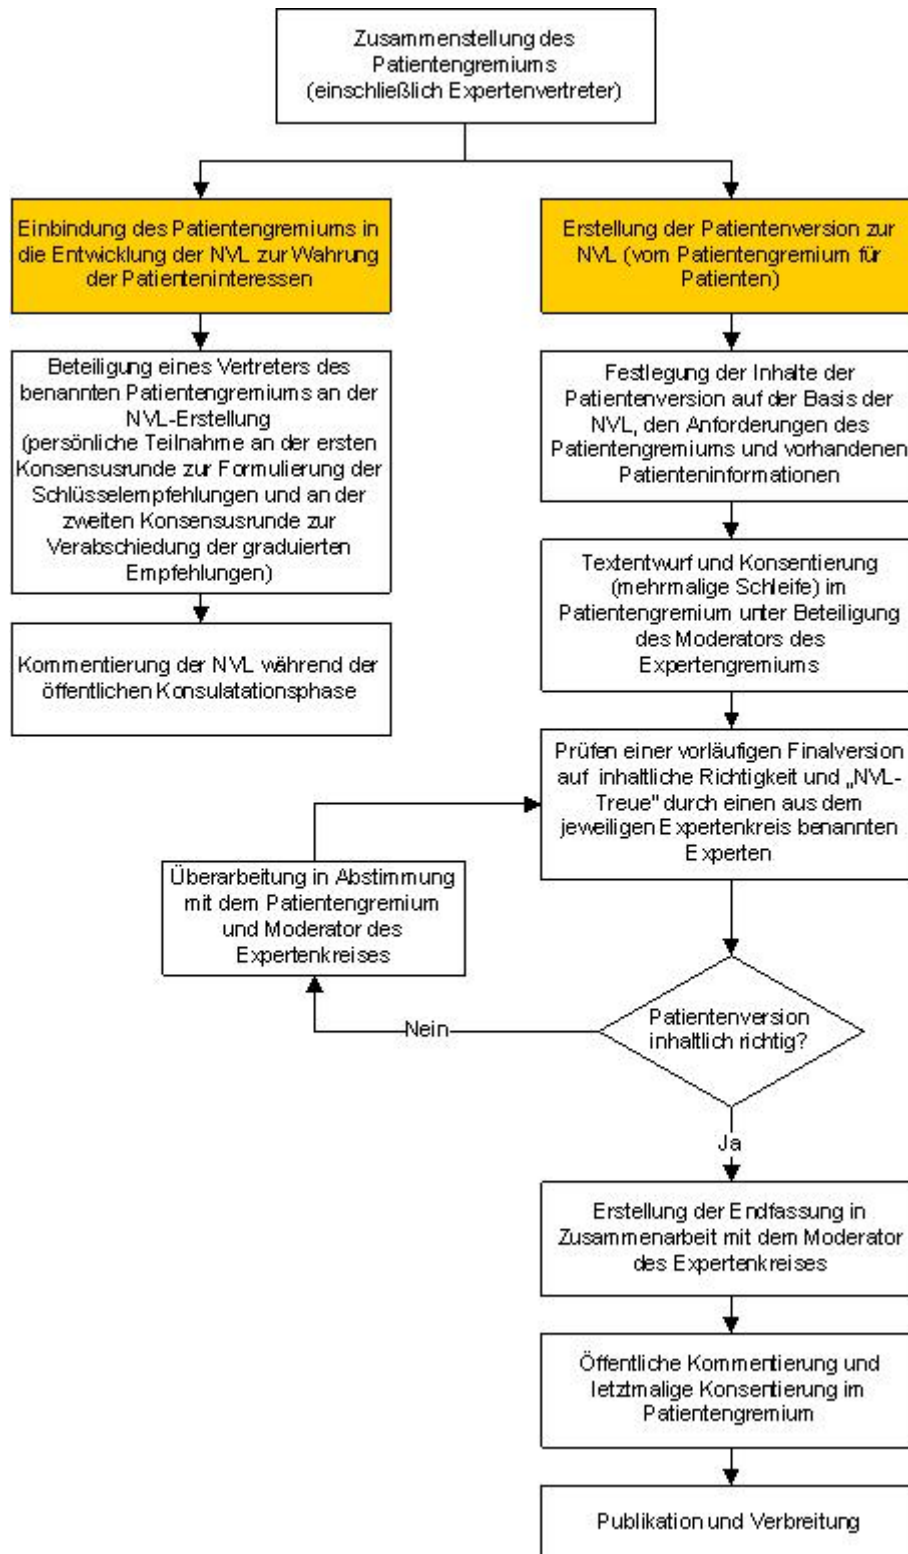 Zusammenstellung des
Patientengremiums
(einschließlich Expertenvertreter)
Einbindung des Patientengremiums in
die Entwicklung der NVL zur Wahrung
der Patienteninteressen
Beteiligung eines Vertreters des
benannten Patientengremiums an der
NVL-Erstellung
(persönliche Teilnahme an der ersten
Konsensusrunde zur Formulierung der
Schlüsselempfehlungen und an der
zweiten Konsensusrunde zur
Verabschiedung der graduierten
Empfehlungen)
Kommentierung der NVL während der
öffentlichen Konsulatationsphase
Erstellung der Patientenversion zur
NVL (vom Patientengremium für
Patienten)
Festlegung der Inhalte der
Patientenversion auf der Basis der
NVL, den Anforderungen des
Patientengremiums und vorhandenen
Patienteninformationen
Textentwurf und Konsentierung
(mehrmalige Schleife) im
Patientengremium unter Beteiligung
des Moderators des
Expertengremiums
Prüfen einer vorläufigen Finalversion
auf inhaltliche Richtigkeit und „NVL-
Treue" durch einen aus dem
jeweiligen Expertenkreis benannten
Experten
Überarbeitung in Abstimmung
mit dem Patientengremium
und Moderator des
Expertenkreises
Patientenversion
inhaltlich richtig?
Nein
Ja
Erstellung der Endfassung in
Zusammenarbeit mit dem Moderator
des Expertenkreises
Öffentliche Kommentierung und
letztmalige Konsentierung im
Patientengremium
Publikation und Verbreitung